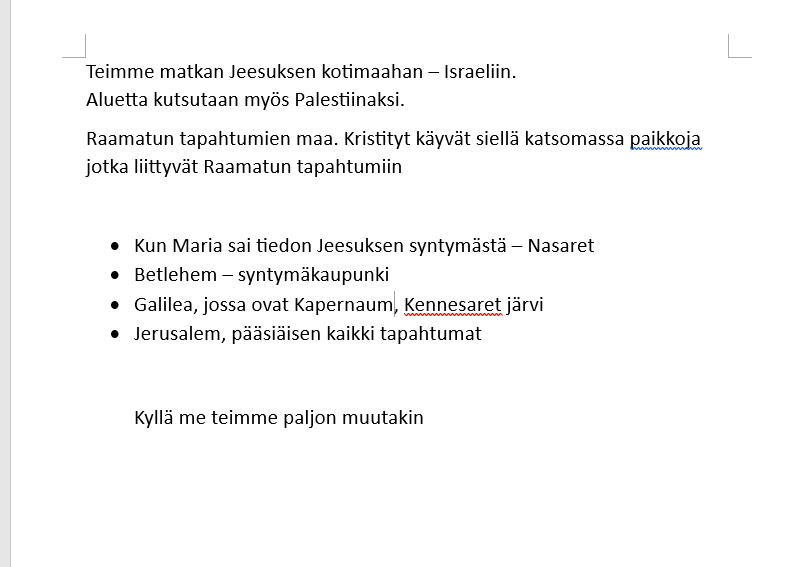 Teimme matkan Jeesuksen kotimaahan – Israeliin.
Aluetta kutsutaan myös Palestiinaksi.
Raamatun tapahtumien maa. Kristityt käyvät siellä katsomassa paikkoja
jotka liittyvät Raamatun tapahtumiin
• Kun Maria sai tiedon Jeesuksen syntymästä – Nasaret
• Betlehem – syntymäkaupunki
• Galilea, jossa ovat Kapernaum, Kennesaret järvi
• Jerusalem, pääsiäisen kaikki tapahtumat
Kyllä me teimme paljon muutakin